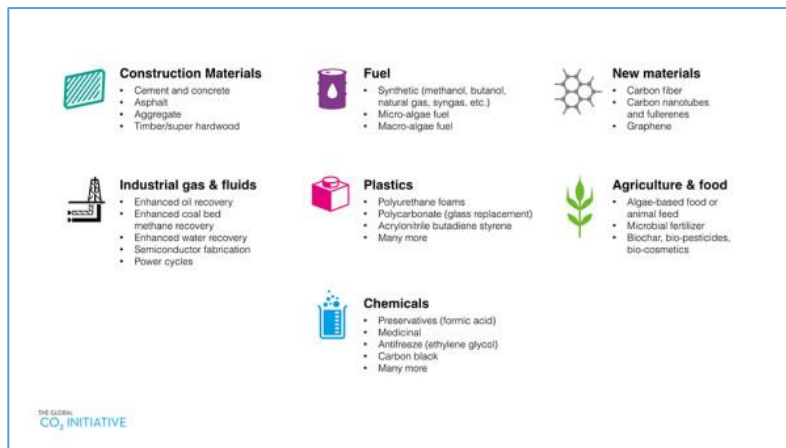 Construction Materials
• Cement and concrete
• Asphalt
• Aggregate
• Timber/super hardwood
Fuel
• Synthetic (methanol, butanol,
natural gas, syngas, etc.)
• Micro-algae fuel
• Macro-algae fuel
New materials
• Carbon fiber
• Carbon nanotubes
and fullerenes
• Graphene
Industrial gas & fluids
• Enhanced oil recovery
• Enhanced coal bed
methane recovery
• Enhanced water recovery
• Semiconductor fabrication
• Power cycles
Plastics
• Polyurethane foams
• Polycarbonate (glass replacement)
• Acrylonitrile butadiene styrene
• Many more
Agriculture & food
• Algae-based food or
animal feed
• Microbial fertilizer
• Biochar, bio-pesticides,
bio-cosmetics
Chemicals
• Preservatives (formic acid)
• Medicinal
• Antifreeze (ethylene glycol)
• Carbon black
• Many more
THE GLOBAL
CO₂ INITIATIVE